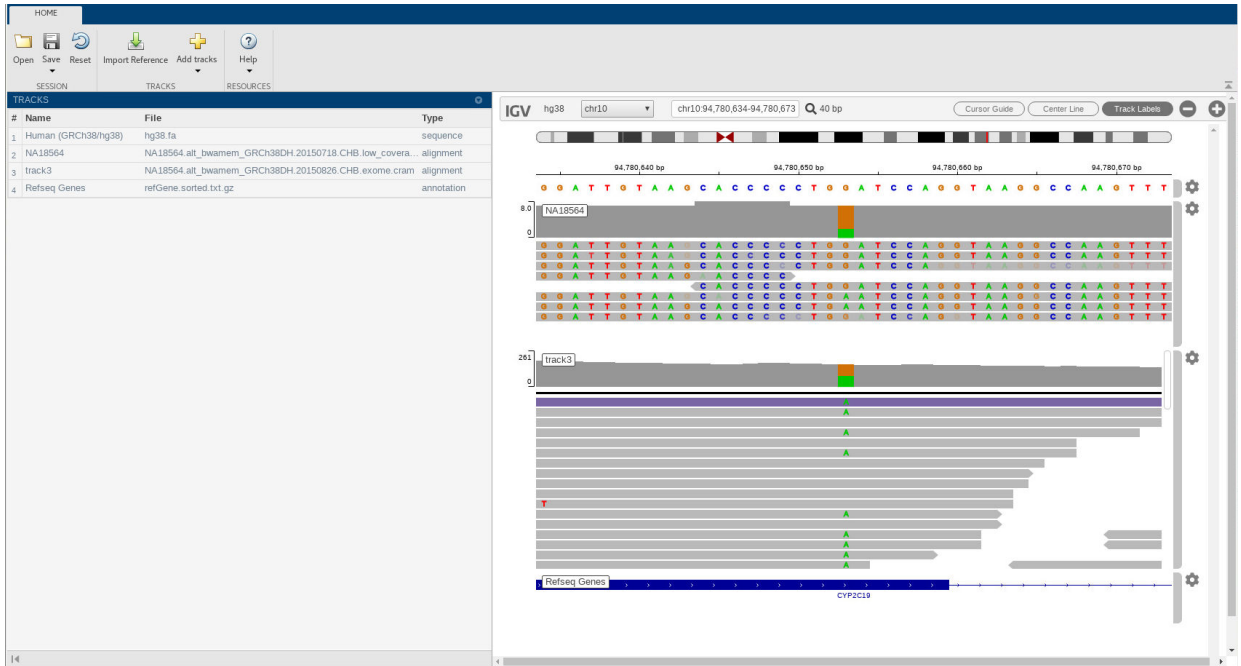 HOME
Open Save Reset Import Reference Add tracks Help
SESSION TRACKS RESOURCES
TRACKS
# Name File Type
1 Human (GRCh38/hg38) hg38.fa sequence
2 NA18564 NA18564.alt_bwamem_GRCh38DH.20150718.CHB.low_covera... alignment
3 track3 NA18564.alt_bwamem_GRCh38DH.20150826.CHB.exome.cram alignment
4 Refseq Genes refGene.sorted.txt.gz annotation
IGV hg38 chr10 chr10:94,780,634-94,780,673 40 bp Cursor Guide Center Line Track Labels
94,780,640 bp 94,780,650 bp 94,780,660 bp 94,780,670 bp
G G A T T G T A A G C A C C C C C T G G A T C C A G G T A A G G C C A A G T T T
8.0 NA18564
0
G G A T T G T A A G C A C C C C C T G G A T C C A G G T A A G G C C A A G T T T
G G A T T G T A A G C A C C C C C T G G A T C C A G G T A A G G C C A A G T T T
G G A T T G T A A G C A C C C C C T G G A T C C A G G T A A G G C C A A G T T T
G G A T T G T A A G A C C C C
C A C C C C C T G G A T C C A G G T A A G G C C A A G T T T
G G A T T G T A A G C A C C C C C T G A A T C C A G G T A A G G C C A A G T T T
G G A T T G T A A G C A C C C C C T G A A T C C A G G T A A G G C C A A G T T T
G G A T T G T A A G C A C C C C C T G G A T C C A G G T A A G G C C A A G T T T
261 track3
0
A
A
A
A
T
A
A
A
A
A
Refseq Genes
CYP2C19